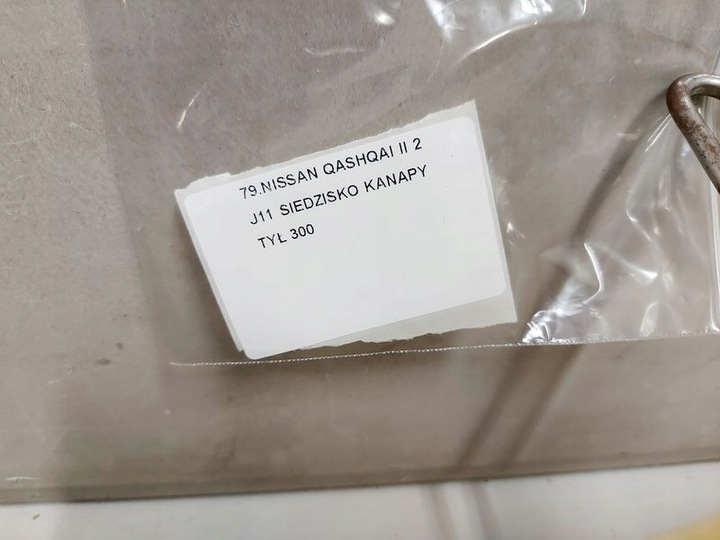 79.NISSAN QASHQAI II 2
J11 SIEDZISKO KANAPY
TYŁ 300